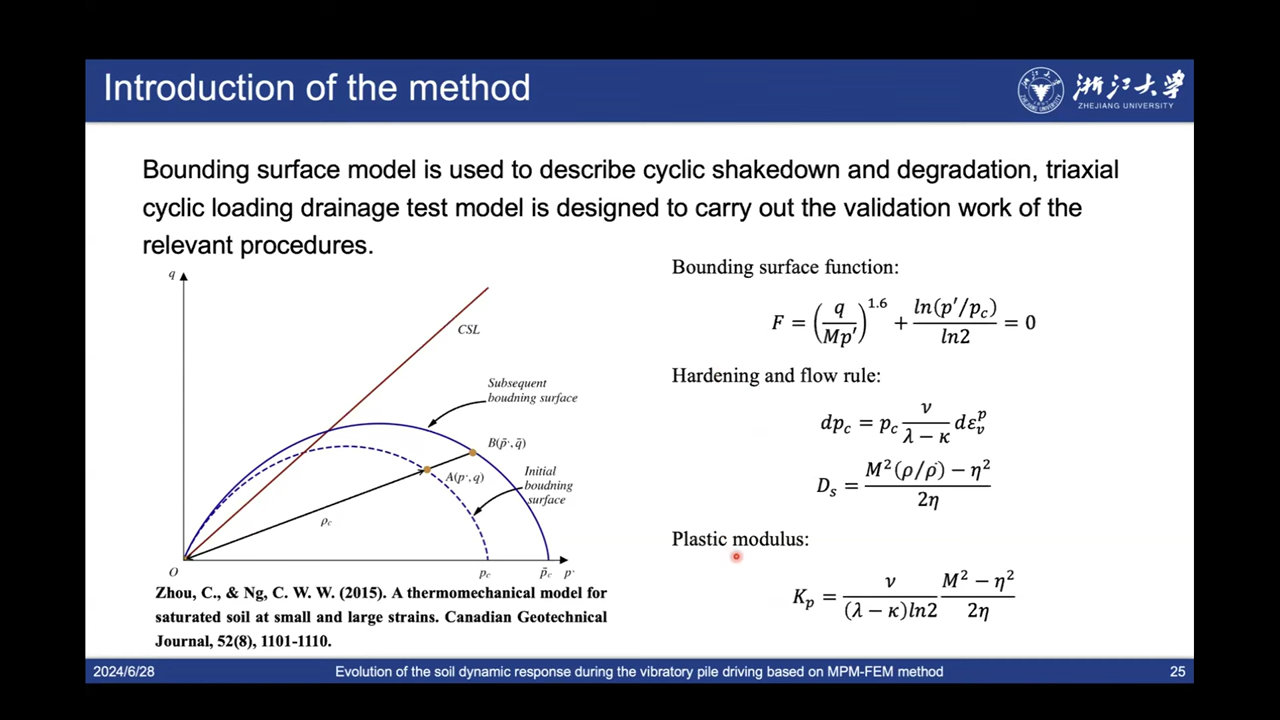 Introduction of the method
浙江大学
ZHEJIANG UNIVERSITY
Bounding surface model is used to describe cyclic shakedown and degradation, triaxial
cyclic loading drainage test model is designed to carry out the validation work of the
relevant procedures.
q
CSL
Subsequent
boudning surface
B(p̄', q̄)
A(p', q)
Initial
boudning
surface
ρc
O
pc
p̄c
p'
Zhou, C., & Ng, C. W. W. (2015). A thermomechanical model for
saturated soil at small and large strains. Canadian Geotechnical
Journal, 52(8), 1101-1110.
Bounding surface function:
F = (q/Mp′)^1.6 + ln(p′/pc)/ln2 = 0
Hardening and flow rule:
dpc = pc ν/(λ − κ) dεvᵖ
Ds = (M²(ρ/ρ̄) − η²)/2η
Plastic modulus:
Kp = ν/((λ − κ)ln2) (M² − η²)/2η
2024/6/28
Evolution of the soil dynamic response during the vibratory pile driving based on MPM-FEM method
25